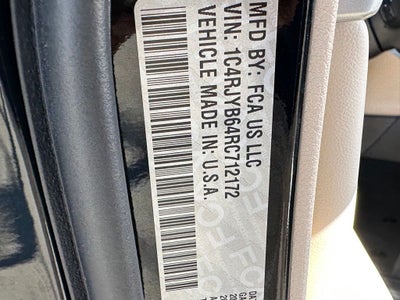 MFD BY: FCA US LLC
VIN: 1C4RJYB64RC712172
VEHICLE MADE IN: U.S.A.